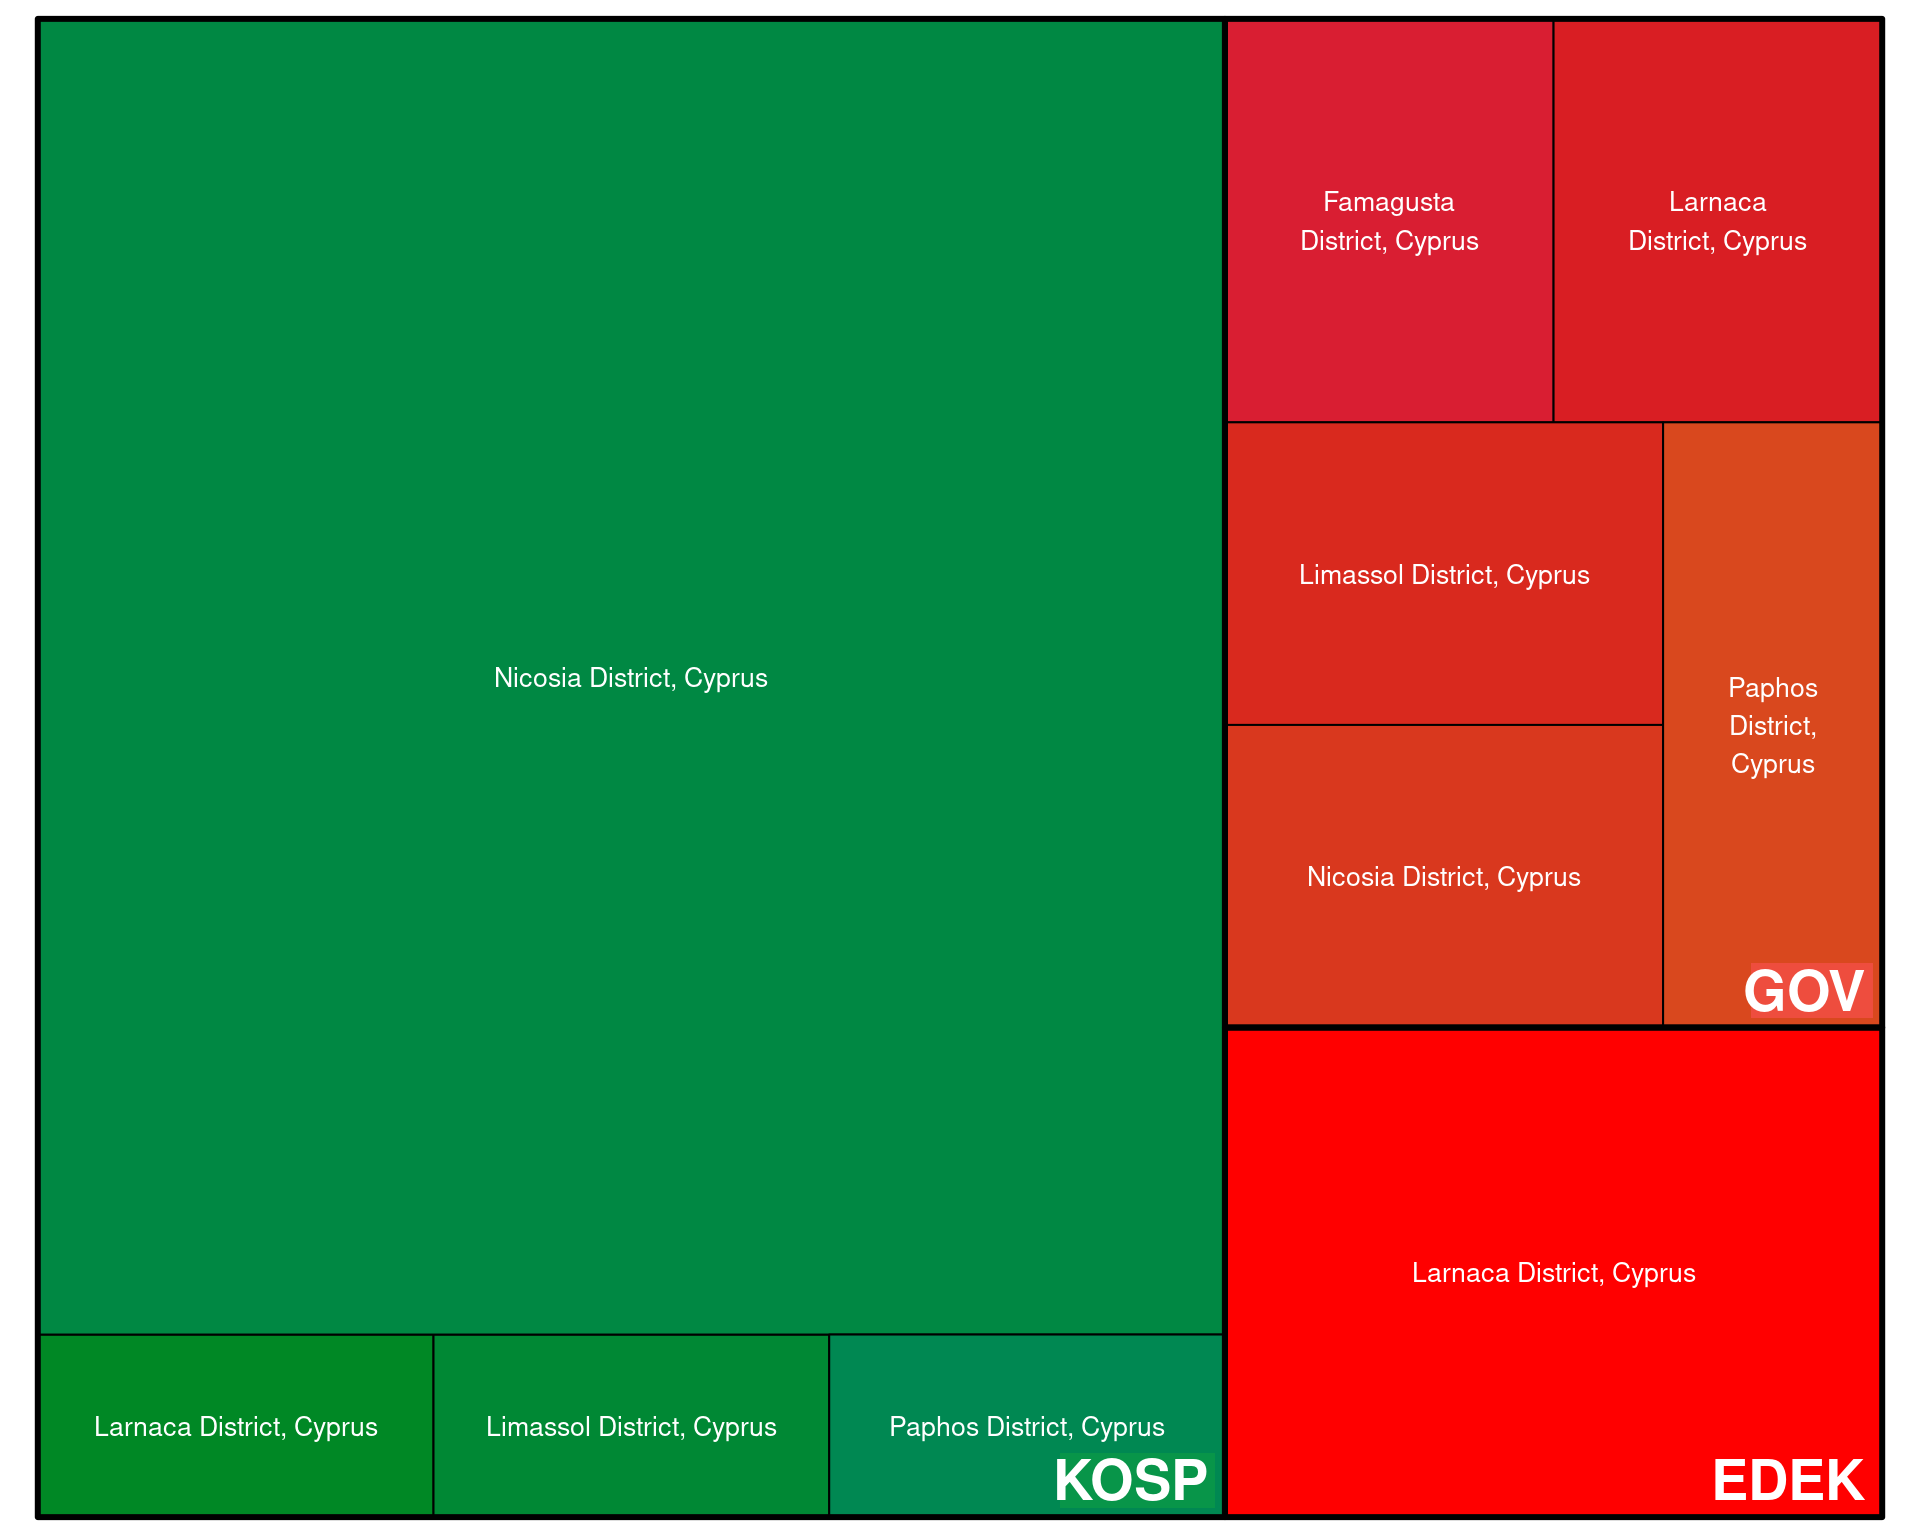 Nicosia District, Cyprus
Larnaca District, Cyprus
Limassol District, Cyprus
Paphos District, Cyprus
KOSP
Famagusta
District, Cyprus
Larnaca
District, Cyprus
Limassol District, Cyprus
Nicosia District, Cyprus
Paphos
District,
Cyprus
GOV
Larnaca District, Cyprus
EDEK